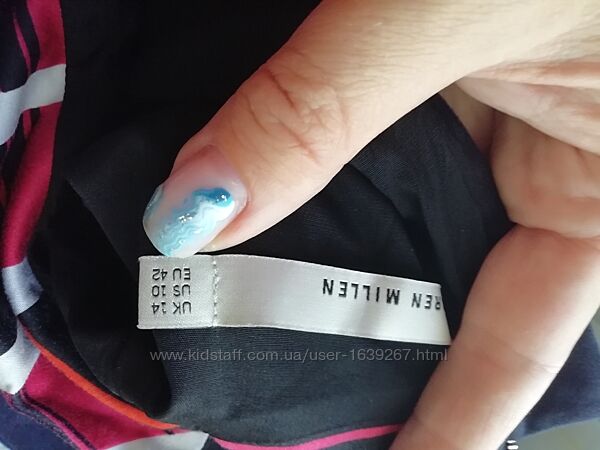 REN MILLEN
UK 14
US 10
EU 42
www.kidstaff.com.ua/user-1639267.html